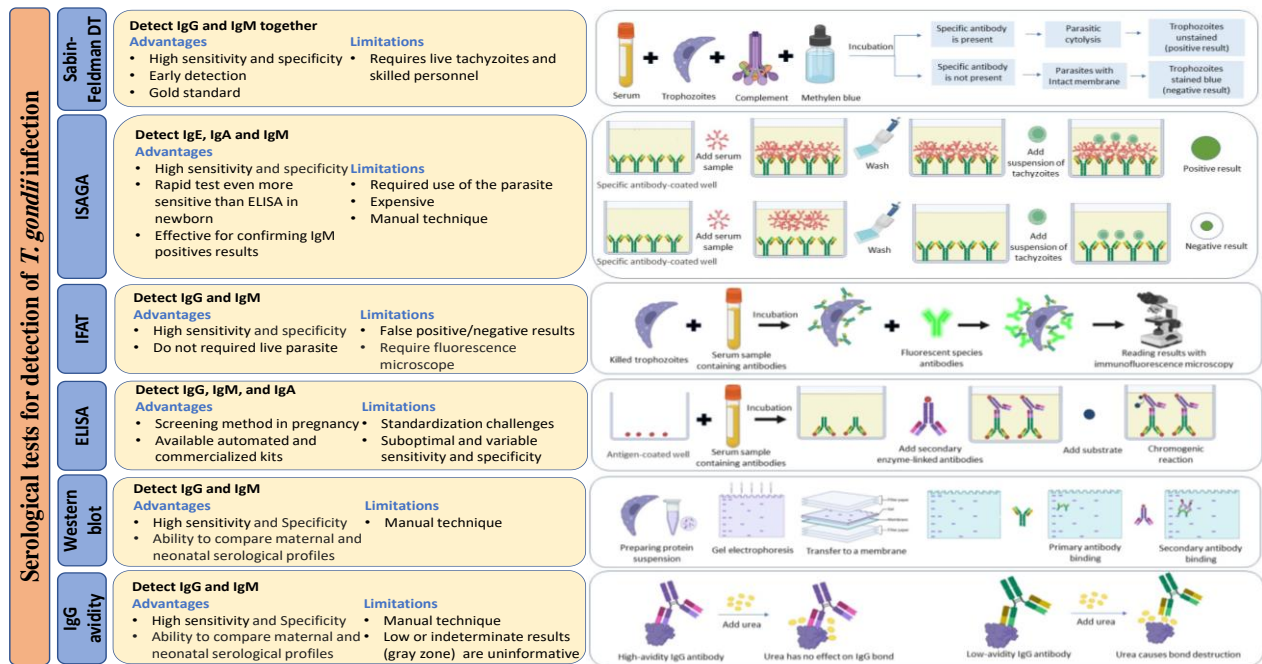 Serological tests for detection of T. gondii infection
Sabin-
Feldman DT
Detect IgG and IgM together
Advantages
• High sensitivity and specificity
• Early detection
• Gold standard
Limitations
• Requires live tachyzoites and
skilled personnel
Serum
Trophozoites
Complement
Methylen blue
Incubation
Specific antibody
is present
Parasitic
cytolysis
Trophozoites
unstained
(positive result)
Specific antibody
is not present
Parasites with
Intact membrane
Trophozoites
stained blue
(negative result)
ISAGA
Detect IgE, IgA and IgM
Advantages
• High sensitivity and specificity
• Rapid test even more
sensitive than ELISA in
newborn
• Effective for confirming IgM
positives results
Limitations
• Required use of the parasite
• Expensive
• Manual technique
Specific antibody-coated well
Add serum
sample
Wash
Add
suspension of
tachyzoites
Positive result
Specific antibody-coated well
Add serum
sample
Wash
Add
suspension of
tachyzoites
Negative result
IFAT
Detect IgG and IgM
Advantages
• High sensitivity and Specificity
• Do not required live parasite
Limitations
• False positive/negative results
• Require fluorescence
microscope
Killed trophozoites
Serum sample
containing antibodies
Incubation
Fluorescent species
antibodies
Reading results with
immunofluorescence microscopy
ELISA
Detect IgG, IgM, and IgA
Advantages
• Screening method in pregnancy
• Available automated and
commercialized kits
Limitations
• Standardization challenges
• Suboptimal and variable
sensitivity and specificity
Antigen-coated well
Serum sample
containing antibodies
Incubation
Add secondary
enzyme-linked antibodies
Add substrate
Chromogenic
reaction
Western
blot
Detect IgG and IgM
Advantages
• High sensitivity and Specificity
• Ability to compare maternal and
neonatal serological profiles
Limitations
• Manual technique
Preparing protein
suspension
Gel electrophoresis
Filter paper
Gel
Membrane
Filter paper
Transfer to a membrane
Primary antibody
binding
Secondary antibody
binding
IgG
avidity
Detect IgG and IgM
Advantages
• High sensitivity and Specificity
• Ability to compare maternal and
neonatal serological profiles
Limitations
• Manual technique
• Low or indeterminate results
(gray zone) are uninformative
High-avidity IgG antibody
Add urea
Urea has no effect on IgG bond
Low-avidity IgG antibody
Add urea
Urea causes bond destruction